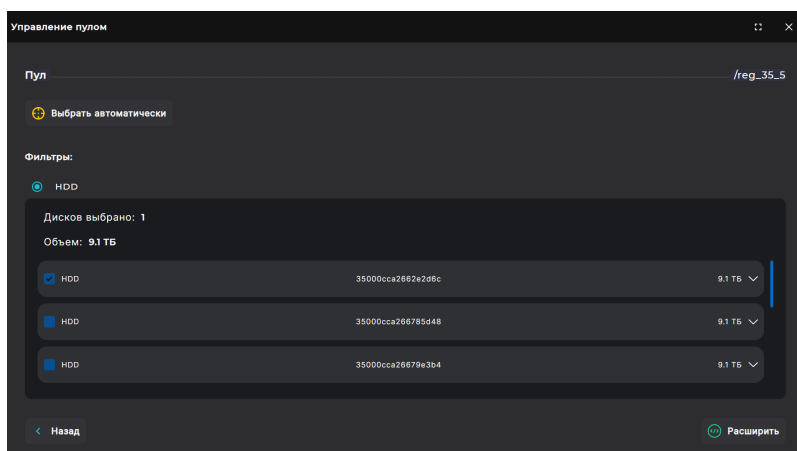 Управление пулом
Пул /reg_35_5
Выбрать автоматически
Фильтры:
HDD
Дисков выбрано: 1
Объем: 9.1 ТБ
HDD 35000cca2662e2d6c 9.1 ТБ
HDD 35000cca266785d48 9.1 ТБ
HDD 35000cca26679e3b4 9.1 ТБ
Назад Расширить